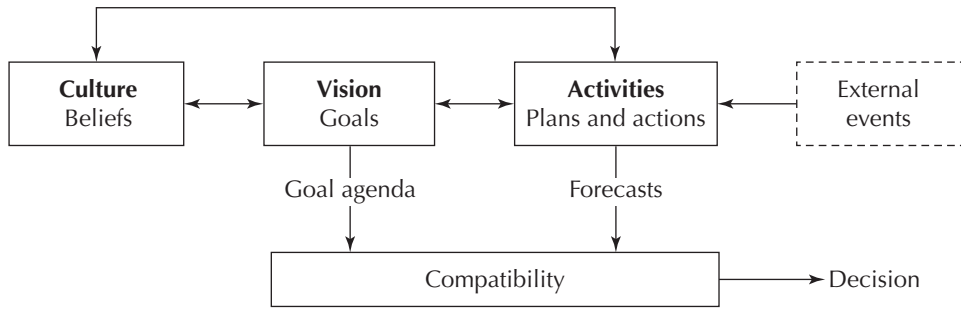 Culture
Beliefs
Vision
Goals
Activities
Plans and actions
External
events
Goal agenda
Forecasts
Compatibility
Decision